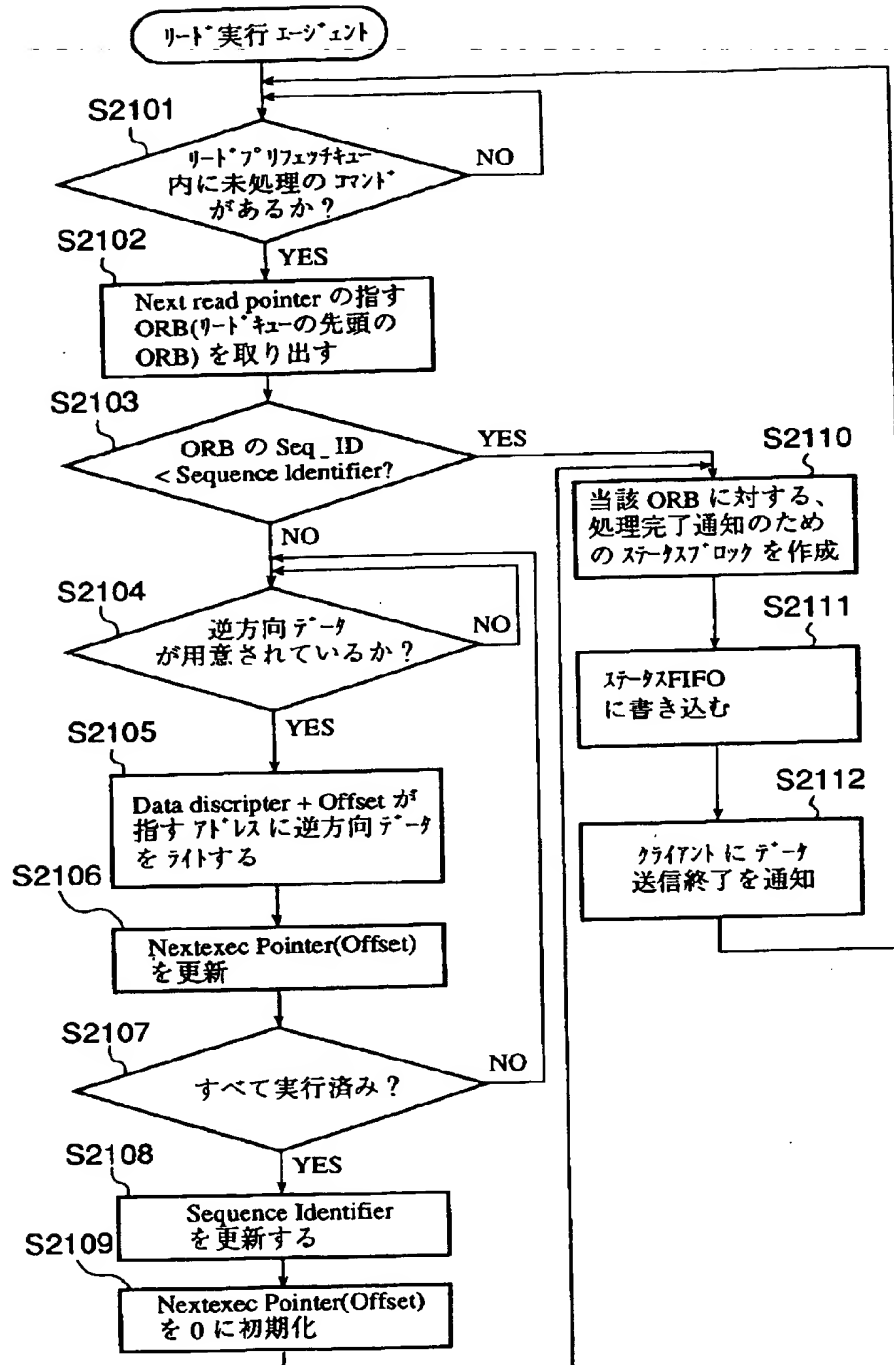 ﾘｰﾄﾞ実行 ｴｰｼﾞｪﾝﾄ
S2101
ﾘｰﾄﾞﾌﾟﾘﾌｪｯﾁｷｭｰ
内に未処理の ｺﾏﾝﾄﾞ
があるか？
NO
S2102
YES
Next read pointer の指す
ORB(ﾘｰﾄﾞｷｭｰの先頭の
ORB) を取り出す
S2103
ORB の Seq_ID
< Sequence Identifier?
YES
NO
S2104
逆方向 ﾃﾞｰﾀ
が用意されているか？
NO
YES
S2105
Data discripter + Offset が
指す ｱﾄﾞﾚｽに逆方向 ﾃﾞｰﾀ
を ﾗｲﾄする
S2106
Nextexec Pointer(Offset)
を更新
S2107
すべて実行済み？
NO
YES
S2108
Sequence Identifier
を更新する
S2109
Nextexec Pointer(Offset)
を 0 に初期化
S2110
当該 ORB に対する、
処理完了通知のため
の ｽﾃｰﾀｽﾌﾞﾛｯｸ を作成
S2111
ｽﾃｰﾀｽFIFO
に書き込む
S2112
ｸﾗｲｱﾝﾄ に ﾃﾞｰﾀ
送信終了を通知